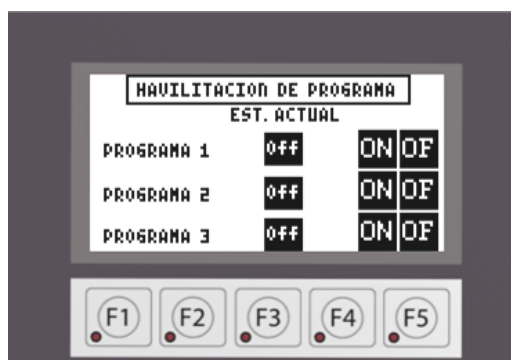 HAVILITACION DE PROGRAMA
EST. ACTUAL
PROGRAMA 1 Off ON OF
PROGRAMA 2 Off ON OF
PROGRAMA 3 Off ON OF
F1 F2 F3 F4 F5